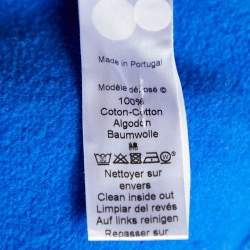 Made in Portugal
Modèle déposé ©
100%
Coton-Cotton
Algodon
Baumwolle
Nettoyer sur
envers
Clean inside out
Limpiar del revés
Auf links reinigen
Repasser sur